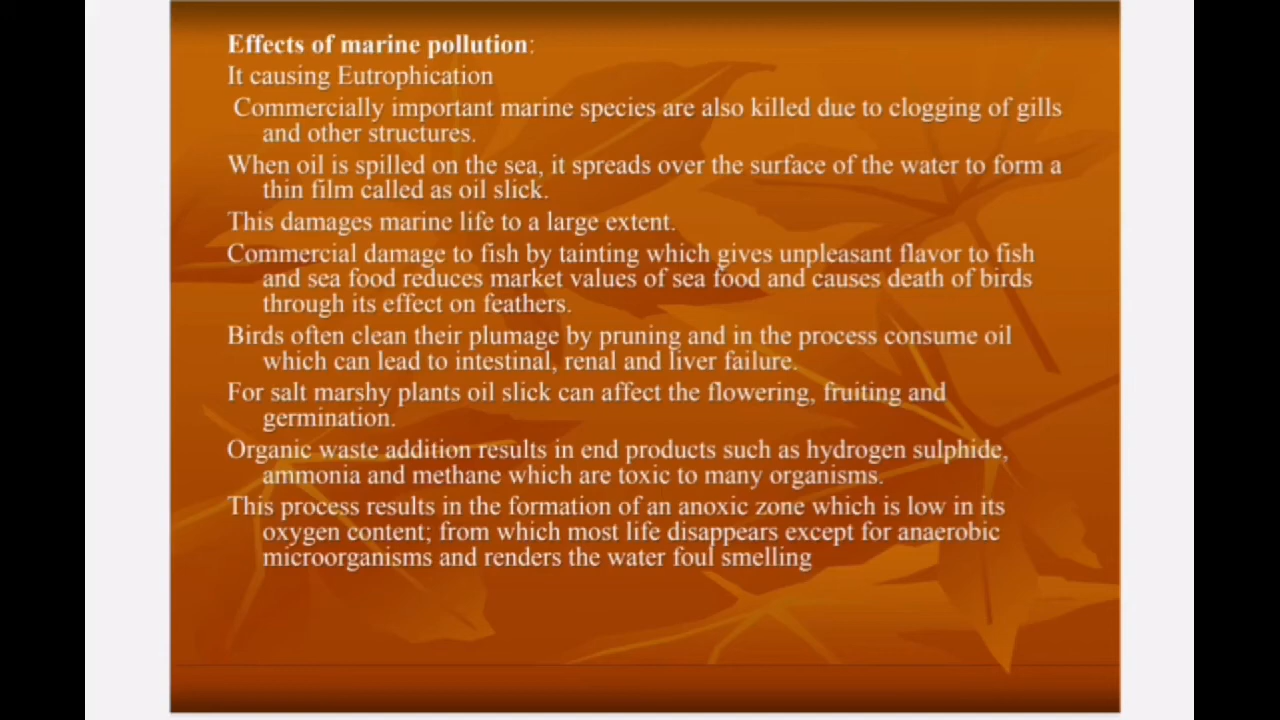 Effects of marine pollution:
It causing Eutrophication
Commercially important marine species are also killed due to clogging of gills
and other structures.
When oil is spilled on the sea, it spreads over the surface of the water to form a
thin film called as oil slick.
This damages marine life to a large extent.
Commercial damage to fish by tainting which gives unpleasant flavor to fish
and sea food reduces market values of sea food and causes death of birds
through its effect on feathers.
Birds often clean their plumage by pruning and in the process consume oil
which can lead to intestinal, renal and liver failure.
For salt marshy plants oil slick can affect the flowering, fruiting and
germination.
Organic waste addition results in end products such as hydrogen sulphide,
ammonia and methane which are toxic to many organisms.
This process results in the formation of an anoxic zone which is low in its
oxygen content; from which most life disappears except for anaerobic
microorganisms and renders the water foul smelling